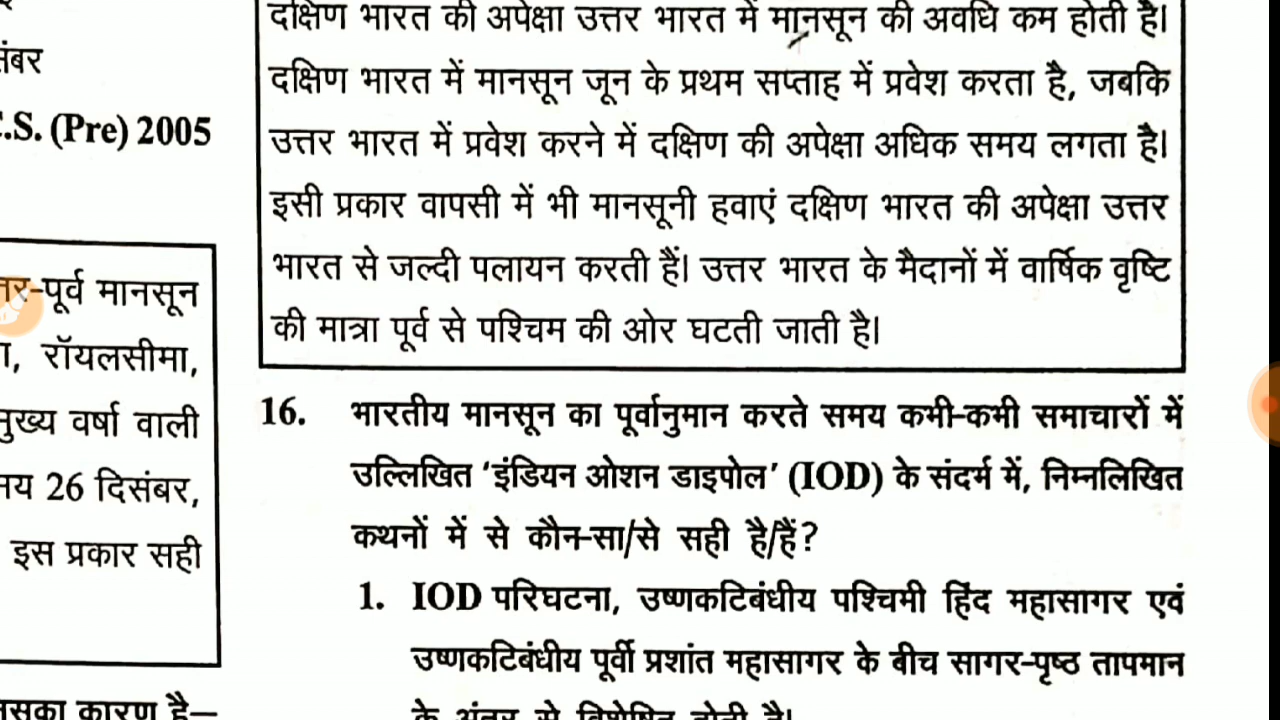 संबर
C.S. (Pre) 2005
तर-पूर्व मानसून
रॉयलसीमा,
मुख्य वर्षा वाली
26 दिसंबर,
इस प्रकार सही
कारण है—
दक्षिण भारत की अपेक्षा उत्तर भारत में मानसून की अवधि कम होती है।
दक्षिण भारत में मानसून जून के प्रथम सप्ताह में प्रवेश करता है, जबकि
उत्तर भारत में प्रवेश करने में दक्षिण की अपेक्षा अधिक समय लगता है।
इसी प्रकार वापसी में भी मानसूनी हवाएं दक्षिण भारत की अपेक्षा उत्तर
भारत से जल्दी पलायन करती हैं। उत्तर भारत के मैदानों में वार्षिक वृष्टि
की मात्रा पूर्व से पश्चिम की ओर घटती जाती है।
16. भारतीय मानसून का पूर्वानुमान करते समय कभी-कभी समाचारों में
उल्लिखित ‘इंडियन ओशन डाइपोल’ (IOD) के संदर्भ में, निम्नलिखित
कथनों में से कौन-सा/से सही है/हैं?
1. IOD परिघटना, उष्णकटिबंधीय पश्चिमी हिंद महासागर एवं
उष्णकटिबंधीय पूर्वी प्रशांत महासागर के बीच सागर-पृष्ठ तापमान
के अंतर से विशेषित होती है।